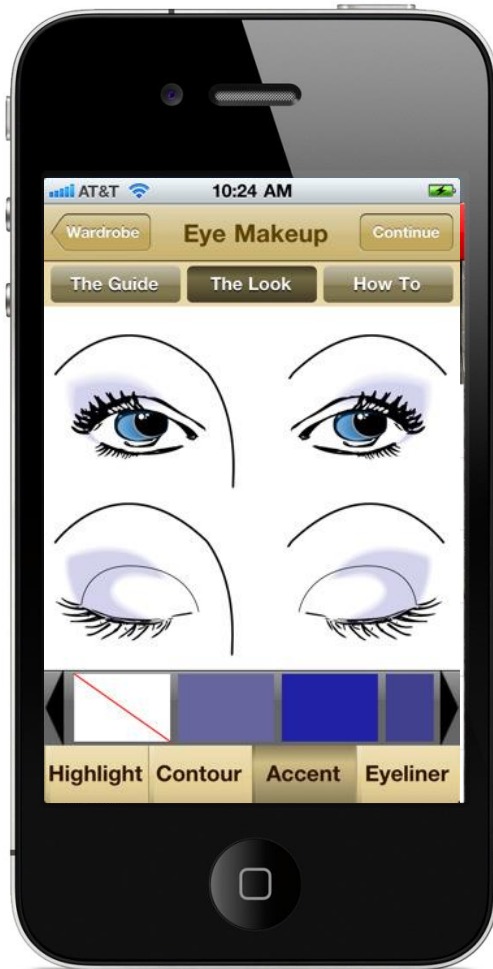 AT&T 10:24 AM
Wardrobe Eye Makeup Continue
The Guide The Look How To
Highlight Contour Accent Eyeliner